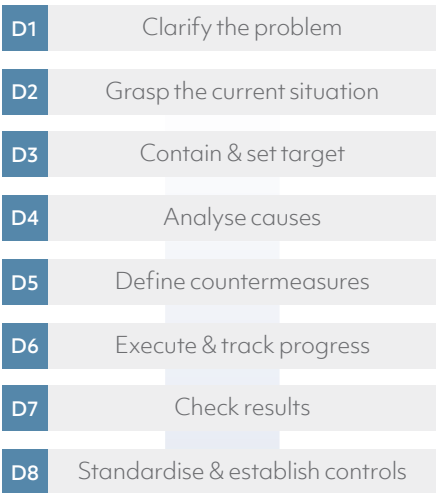 D1 Clarify the problem
D2 Grasp the current situation
D3 Contain & set target
D4 Analyse causes
D5 Define countermeasures
D6 Execute & track progress
D7 Check results
D8 Standardise & establish controls